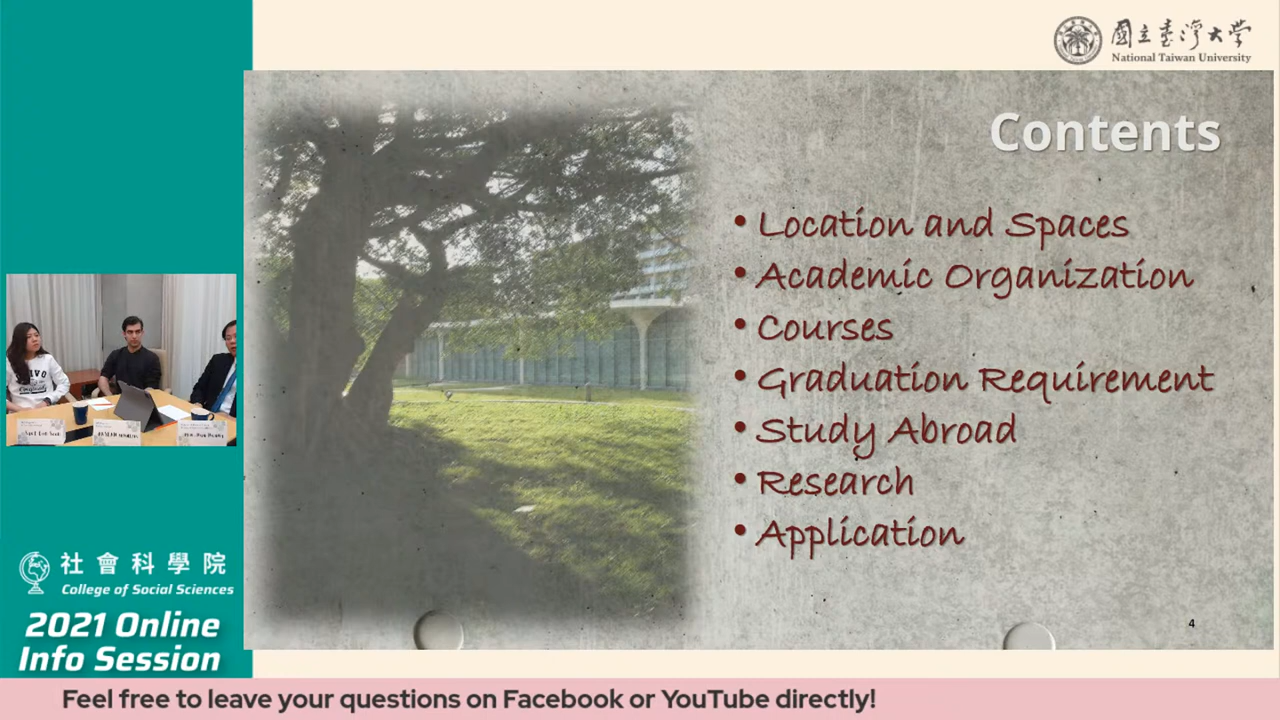 國立臺灣大學
National Taiwan University
Contents
• Location and Spaces
• Academic Organization
• Courses
• Graduation Requirement
• Study Abroad
• Research
• Application
4
社會科學院
College of Social Sciences
2021 Online
Info Session
Feel free to leave your questions on Facebook or YouTube directly!